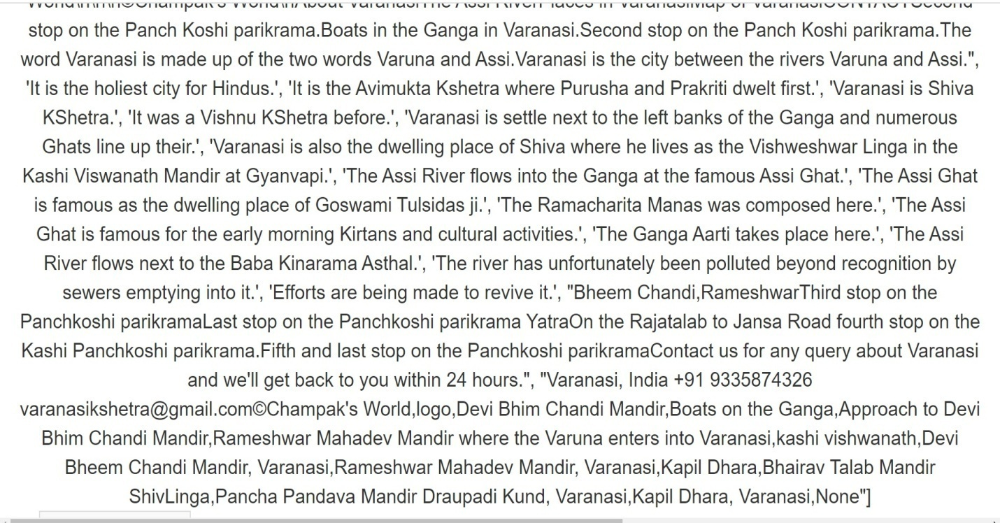 stop on the Panch Koshi parikrama.Boats in the Ganga in Varanasi.Second stop on the Panch Koshi parikrama.The
word Varanasi is made up of the two words Varuna and Assi.Varanasi is the city between the rivers Varuna and Assi.",
'It is the holiest city for Hindus.', 'It is the Avimukta Kshetra where Purusha and Prakriti dwelt first.', 'Varanasi is Shiva
KShetra.', 'It was a Vishnu KShetra before.', 'Varanasi is settle next to the left banks of the Ganga and numerous
Ghats line up their.', 'Varanasi is also the dwelling place of Shiva where he lives as the Vishweshwar Linga in the
Kashi Viswanath Mandir at Gyanvapi.', 'The Assi River flows into the Ganga at the famous Assi Ghat.', 'The Assi Ghat
is famous as the dwelling place of Goswami Tulsidas ji.', 'The Ramacharita Manas was composed here.', 'The Assi
Ghat is famous for the early morning Kirtans and cultural activities.', 'The Ganga Aarti takes place here.', 'The Assi
River flows next to the Baba Kinarama Asthal.', 'The river has unfortunately been polluted beyond recognition by
sewers emptying into it.', 'Efforts are being made to revive it.', "Bheem Chandi,RameshwarThird stop on the
Panchkoshi parikramaLast stop on the Panchkoshi parikrama YatraOn the Rajatalab to Jansa Road fourth stop on the
Kashi Panchkoshi parikrama.Fifth and last stop on the Panchkoshi parikramaContact us for any query about Varanasi
and we'll get back to you within 24 hours.", "Varanasi, India +91 9335874326
varanasikshetra@gmail.com©Champak's World,logo,Devi Bhim Chandi Mandir,Boats on the Ganga,Approach to Devi
Bhim Chandi Mandir,Rameshwar Mahadev Mandir where the Varuna enters into Varanasi,kashi vishwanath,Devi
Bheem Chandi Mandir, Varanasi,Rameshwar Mahadev Mandir, Varanasi,Kapil Dhara,Bhairav Talab Mandir
ShivLinga,Pancha Pandava Mandir Draupadi Kund, Varanasi,Kapil Dhara, Varanasi,None"]